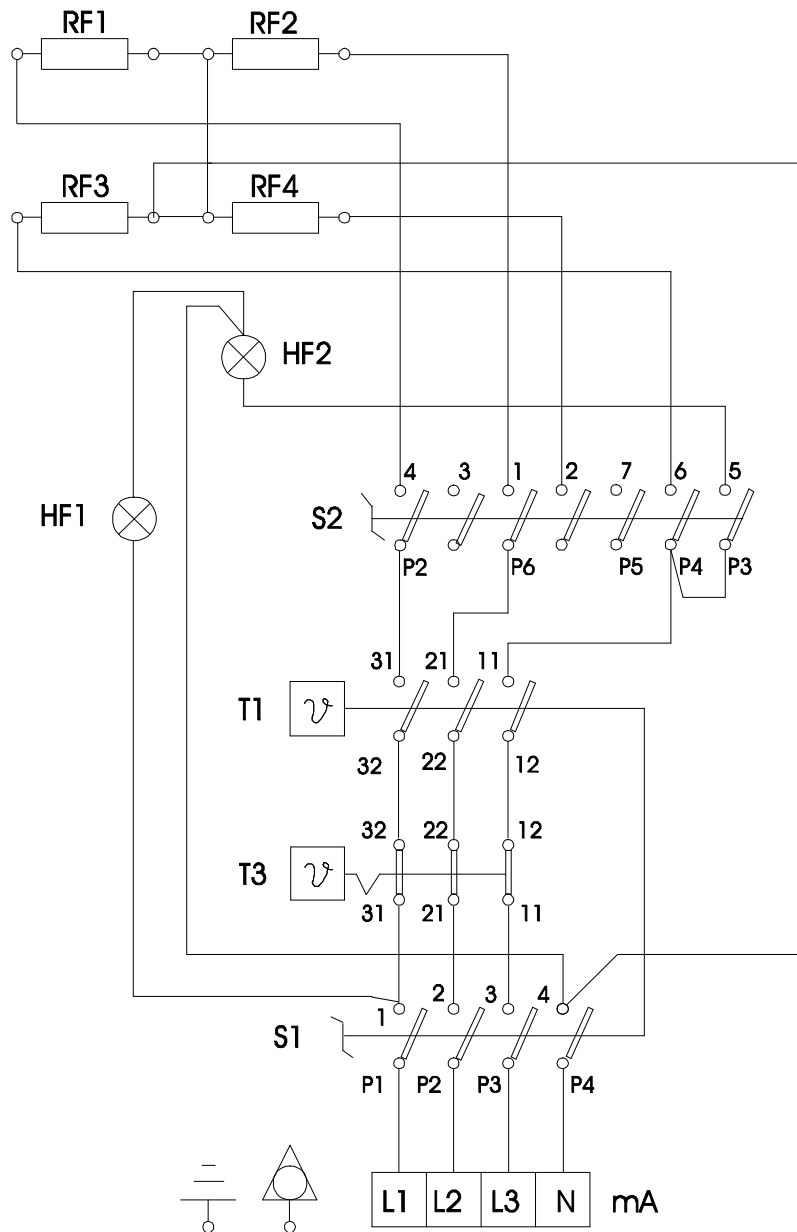 RF1 RF2
RF3 RF4
HF2
HF1
4 3 1 2 7 6 5
S2
P2 P6 P5 P4 P3
31 21 11
T1 ϑ
32 22 12
32 22 12
T3 ϑ
31 21 11
1 2 3 4
S1
P1 P2 P3 P4
L1 L2 L3 N mA